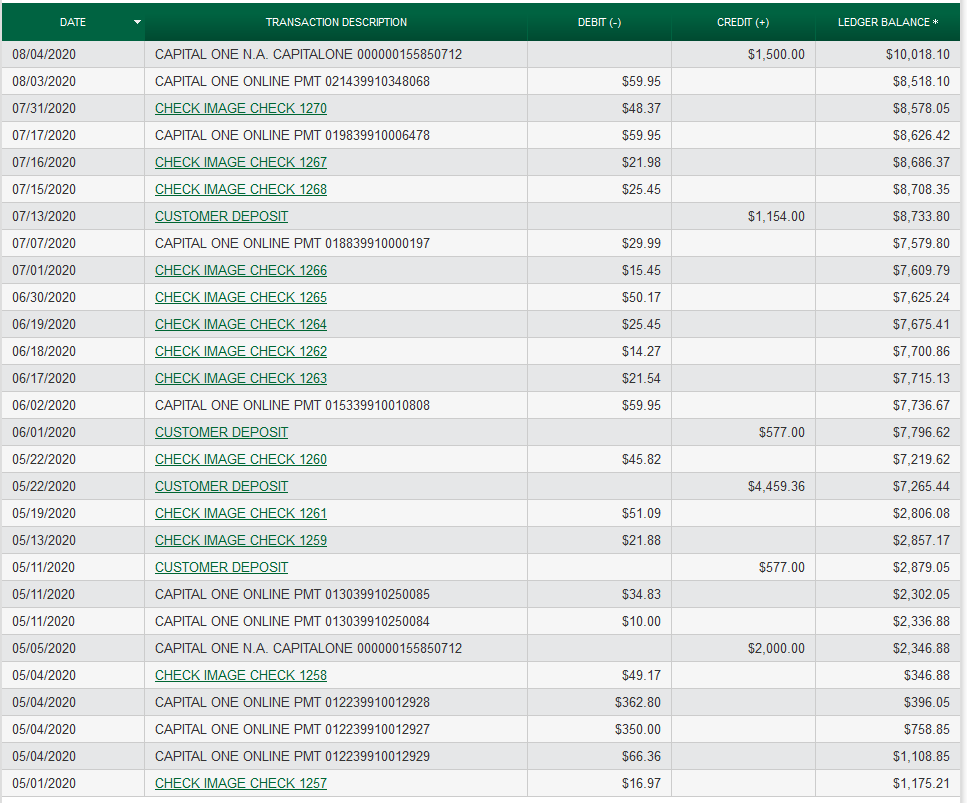 DATE TRANSACTION DESCRIPTION DEBIT (-) CREDIT (+) LEDGER BALANCE *
08/04/2020 CAPITAL ONE N.A. CAPITALONE 000000155850712 $1,500.00 $10,018.10
08/03/2020 CAPITAL ONE ONLINE PMT 021439910348068 $59.95 $8,518.10
07/31/2020 CHECK IMAGE CHECK 1270 $48.37 $8,578.05
07/17/2020 CAPITAL ONE ONLINE PMT 019839910006478 $59.95 $8,626.42
07/16/2020 CHECK IMAGE CHECK 1267 $21.98 $8,686.37
07/15/2020 CHECK IMAGE CHECK 1268 $25.45 $8,708.35
07/13/2020 CUSTOMER DEPOSIT $1,154.00 $8,733.80
07/07/2020 CAPITAL ONE ONLINE PMT 018839910000197 $29.99 $7,579.80
07/01/2020 CHECK IMAGE CHECK 1266 $15.45 $7,609.79
06/30/2020 CHECK IMAGE CHECK 1265 $50.17 $7,625.24
06/19/2020 CHECK IMAGE CHECK 1264 $25.45 $7,675.41
06/18/2020 CHECK IMAGE CHECK 1262 $14.27 $7,700.86
06/17/2020 CHECK IMAGE CHECK 1263 $21.54 $7,715.13
06/02/2020 CAPITAL ONE ONLINE PMT 015339910010808 $59.95 $7,736.67
06/01/2020 CUSTOMER DEPOSIT $577.00 $7,796.62
05/22/2020 CHECK IMAGE CHECK 1260 $45.82 $7,219.62
05/22/2020 CUSTOMER DEPOSIT $4,459.36 $7,265.44
05/19/2020 CHECK IMAGE CHECK 1261 $51.09 $2,806.08
05/13/2020 CHECK IMAGE CHECK 1259 $21.88 $2,857.17
05/11/2020 CUSTOMER DEPOSIT $577.00 $2,879.05
05/11/2020 CAPITAL ONE ONLINE PMT 013039910250085 $34.83 $2,302.05
05/11/2020 CAPITAL ONE ONLINE PMT 013039910250084 $10.00 $2,336.88
05/05/2020 CAPITAL ONE N.A. CAPITALONE 000000155850712 $2,000.00 $2,346.88
05/04/2020 CHECK IMAGE CHECK 1258 $49.17 $346.88
05/04/2020 CAPITAL ONE ONLINE PMT 012239910012928 $362.80 $396.05
05/04/2020 CAPITAL ONE ONLINE PMT 012239910012927 $350.00 $758.85
05/04/2020 CAPITAL ONE ONLINE PMT 012239910012929 $66.36 $1,108.85
05/01/2020 CHECK IMAGE CHECK 1257 $16.97 $1,175.21